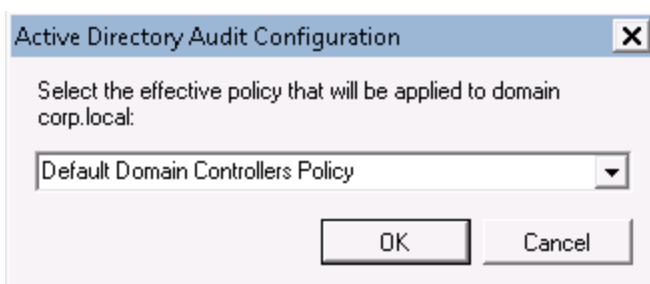 Active Directory Audit Configuration
Select the effective policy that will be applied to domain
corp.local:
Default Domain Controllers Policy
OK Cancel